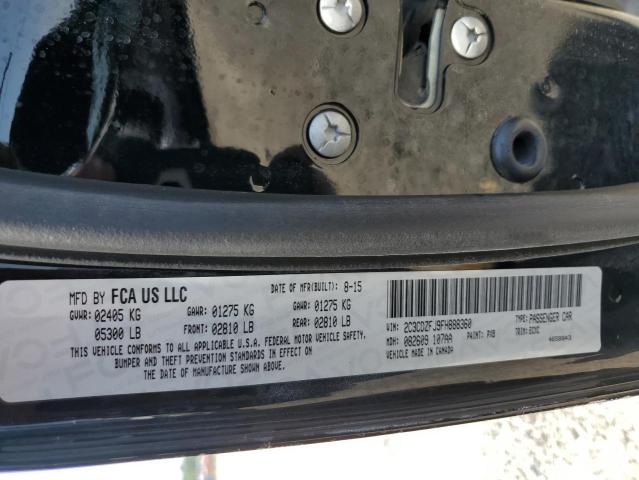 MFD BY FCA US LLC
DATE OF MFR(BUILT): 8-15
GVWR: 02405 KG GAWR: 01275 KG GAWR: 01275 KG
05300 LB FRONT: 02810 LB REAR: 02810 LB
THIS VEHICLE CONFORMS TO ALL APPLICABLE U.S.A. FEDERAL MOTOR VEHICLE SAFETY,
BUMPER AND THEFT PREVENTION STANDARDS IN EFFECT ON
THE DATE OF MANUFACTURE SHOWN ABOVE.
VIN: 2C3CDZFJ9FH888360 TYPE: PASSENGER CAR
MDH: 082609 107AA PAINT: PXB TRIM:
MADE IN CANADA